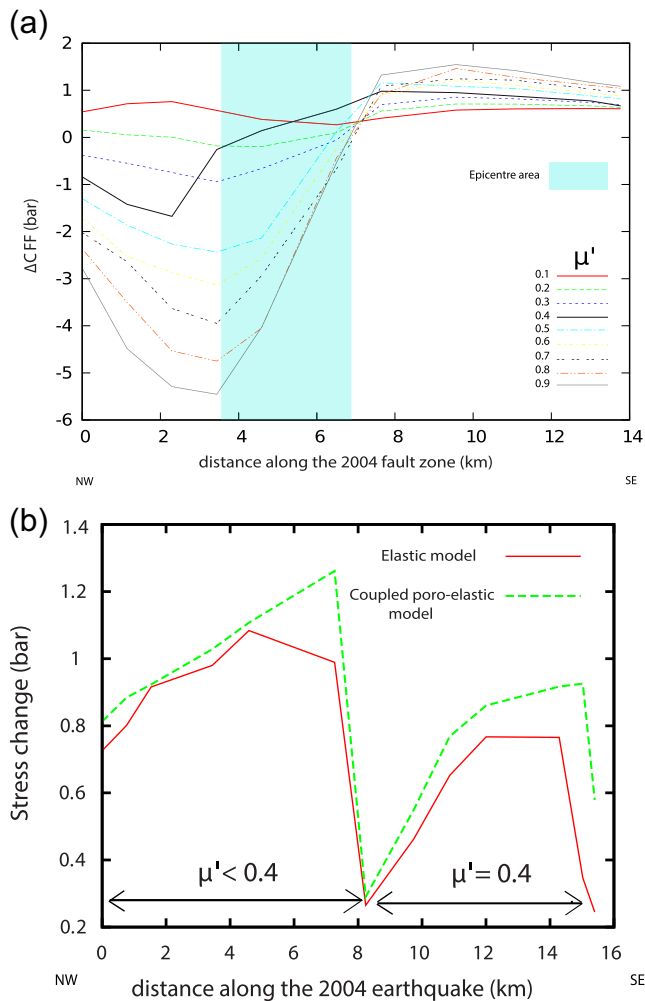 (a)
2
1
0
-1
-2
-3
-4
-5
-6
ΔCFF (bar)
Epicentre area
μ'
0.1
0.2
0.3
0.4
0.5
0.6
0.7
0.8
0.9
0 2 4 6 8 10 12 14
distance along the 2004 fault zone (km)
NW SE
(b)
1.4
1.2
1
0.8
0.6
0.4
0.2
Stress change (bar)
Elastic model
Coupled poro-elastic
model
μ'< 0.4 μ'= 0.4
0 2 4 6 8 10 12 14 16
NW SE
distance along the 2004 earthquake (km)